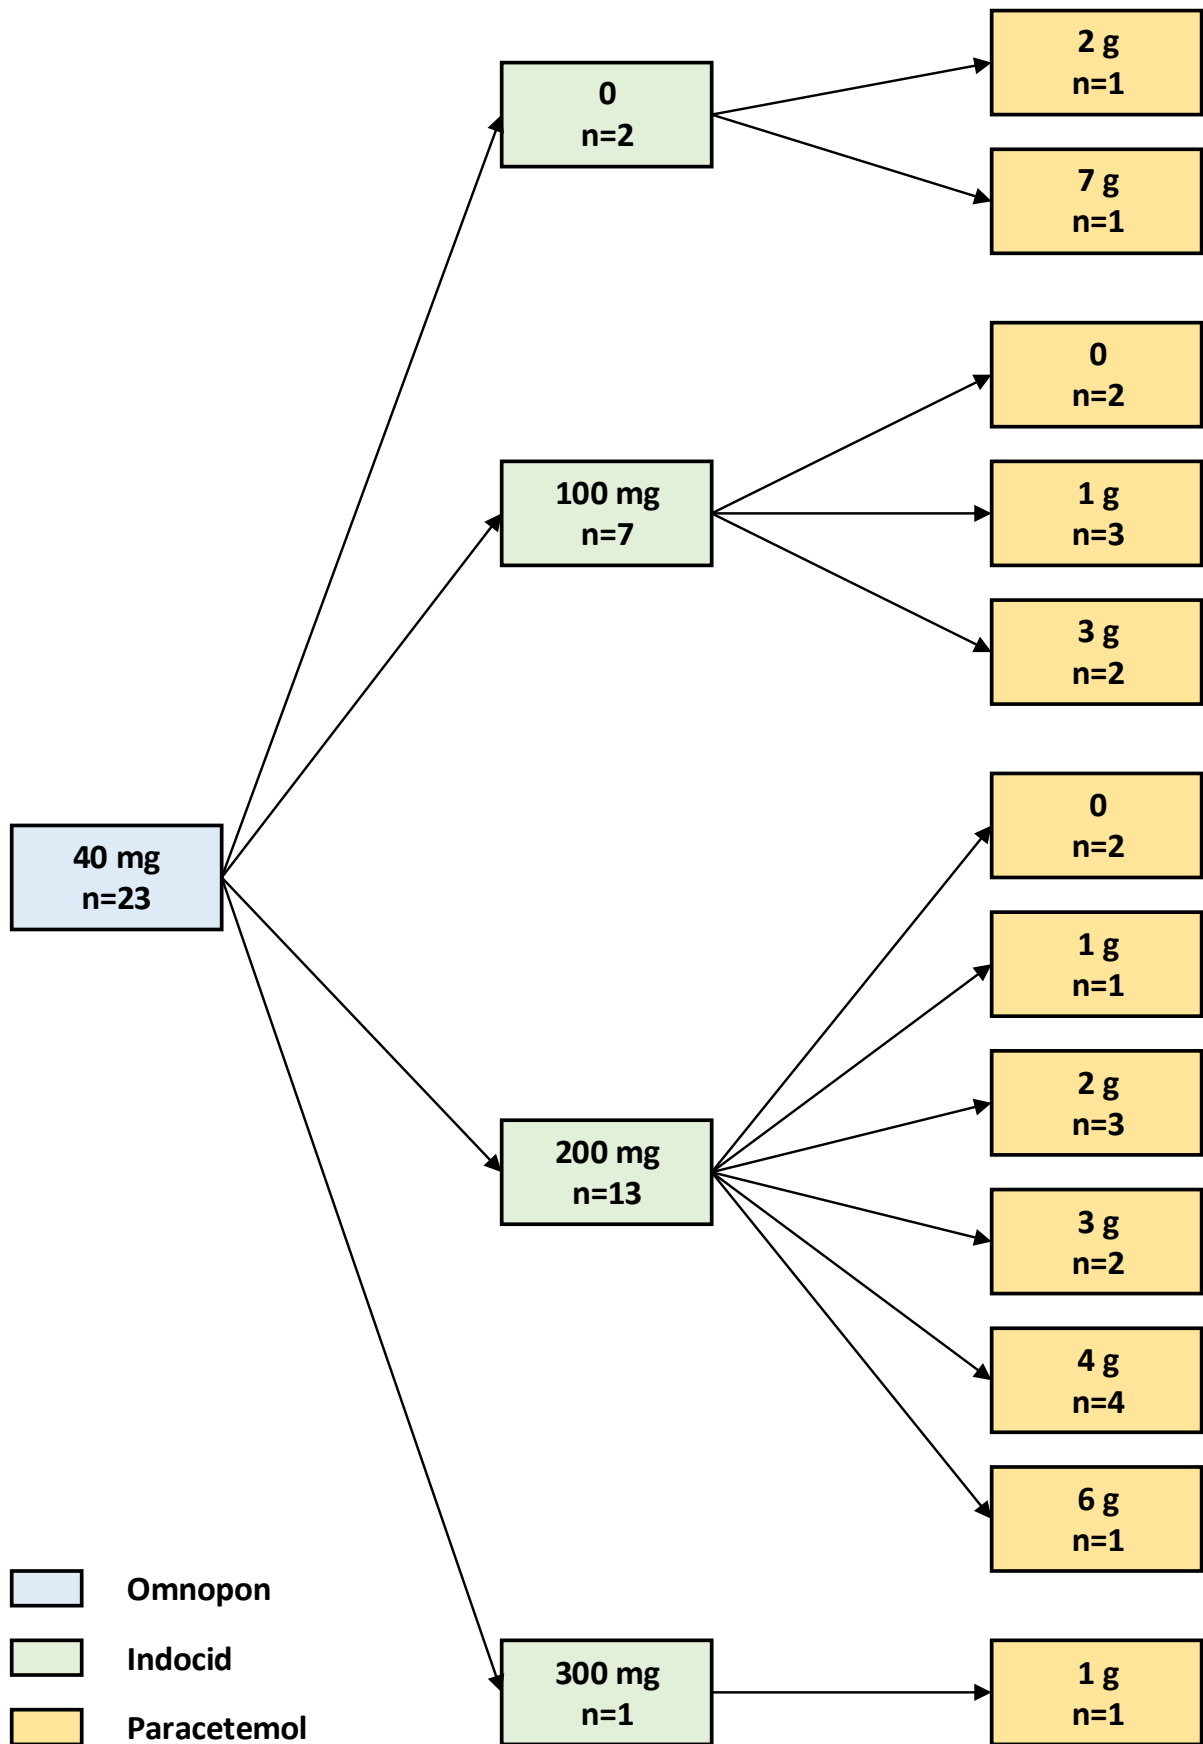 2 g
n=1
0
n=2
7 g
n=1
0
n=2
100 mg
n=7
1 g
n=3
3 g
n=2
0
n=2
40 mg
n=23
1 g
n=1
2 g
n=3
200 mg
n=13
3 g
n=2
4 g
n=4
6 g
n=1
300 mg
n=1
1 g
n=1
Omnopon
Indocid
Paracetemol